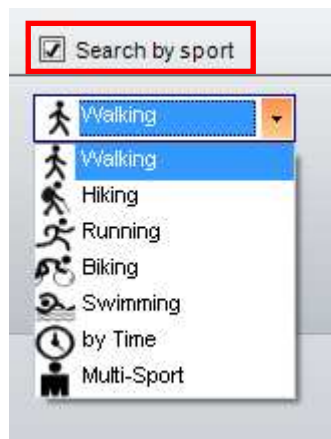 Search by sport
Walking
Walking
Hiking
Running
Biking
Swimming
by Time
Multi-Sport